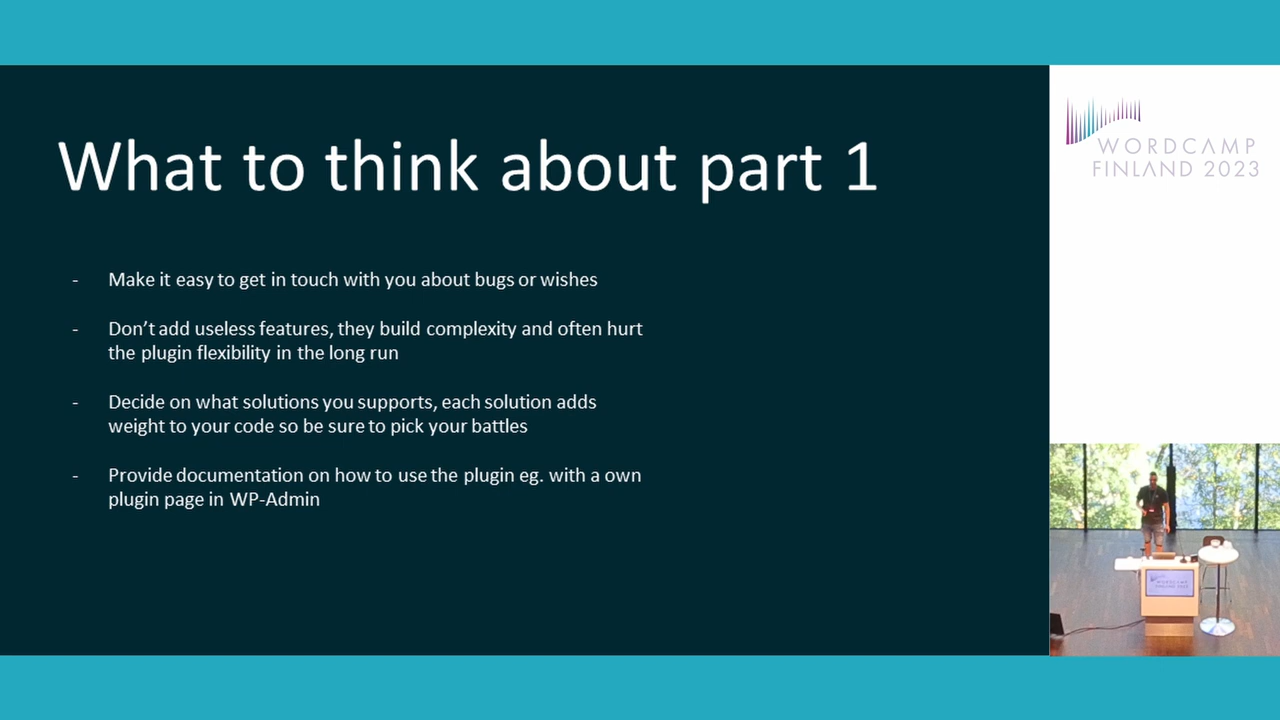 What to think about part 1
- Make it easy to get in touch with you about bugs or wishes
- Don’t add useless features, they build complexity and often hurt
the plugin flexibility in the long run
- Decide on what solutions you supports, each solution adds
weight to your code so be sure to pick your battles
- Provide documentation on how to use the plugin eg. with a own
plugin page in WP-Admin
WORDCAMP
FINLAND 2023
WORDCAMP
FINLAND 2023